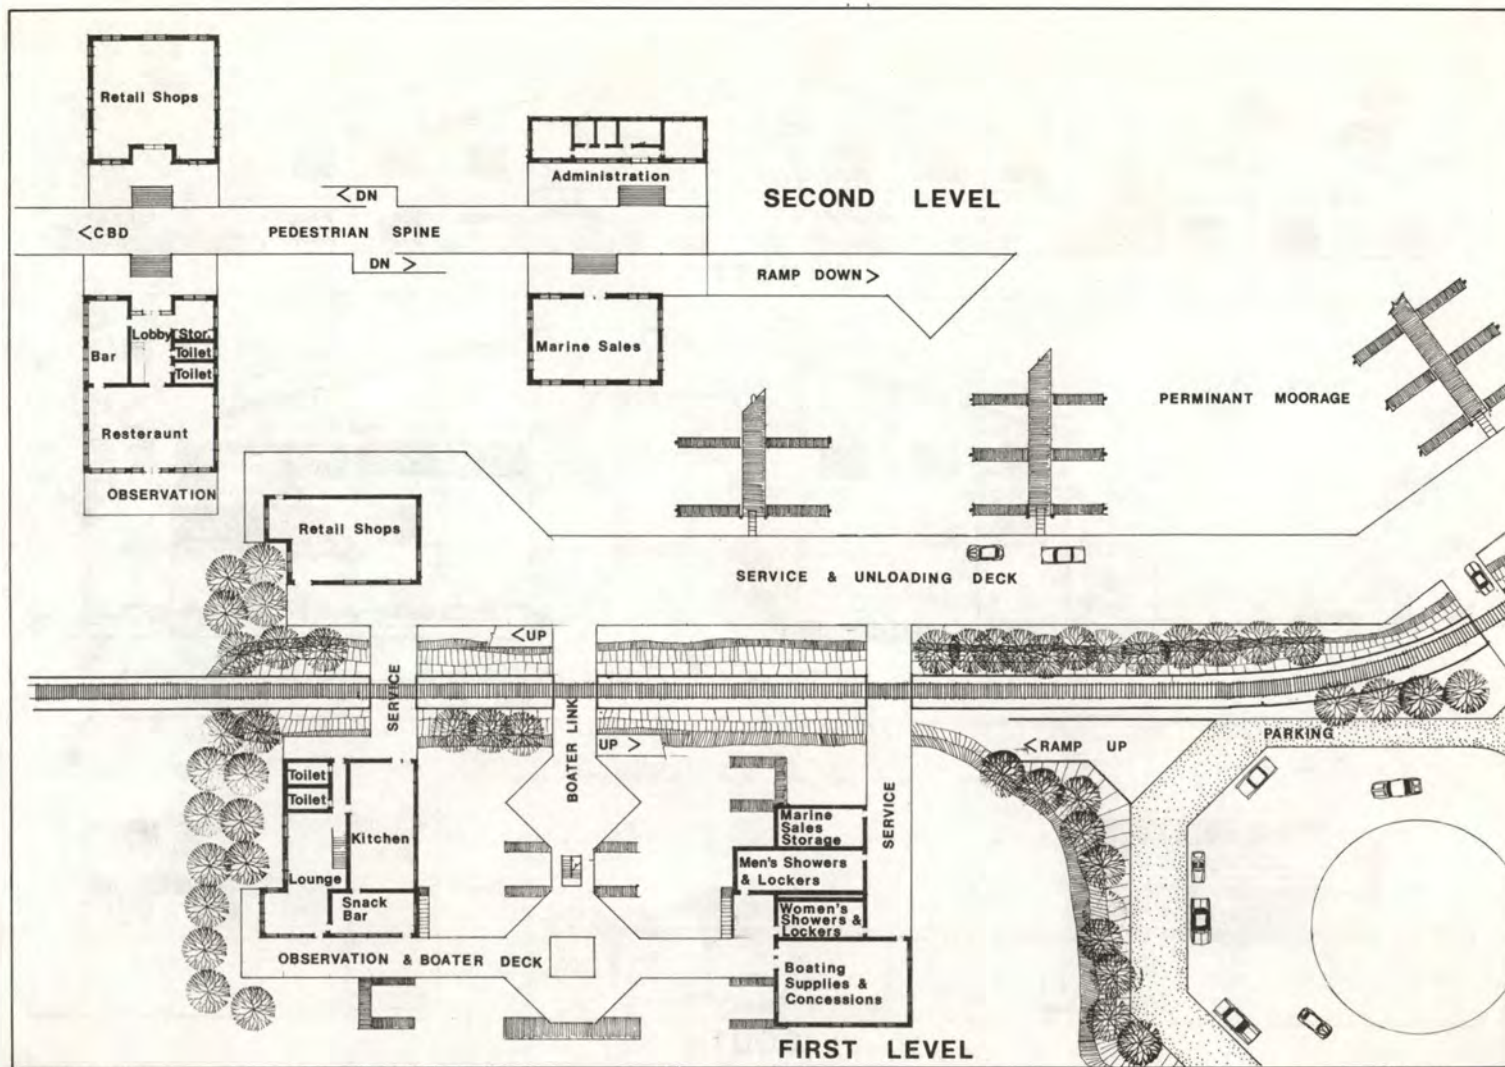 Retail Shops
Administration
SECOND LEVEL
<DN
<CBD
PEDESTRIAN SPINE
DN >
RAMP DOWN>
Lobby
Stor.
Bar
Toilet
Toilet
Marine Sales
Resteraunt
OBSERVATION
PERMINANT MOORAGE
Retail Shops
SERVICE & UNLOADING DECK
<UP
SERVICE
BOATER LINK
UP >
<RAMP UP
PARKING
Toilet
Toilet
Kitchen
Lounge
Snack
Bar
SERVICE
Marine
Sales
Storage
Men's Showers
& Lockers
Women's
Showers &
Lockers
OBSERVATION & BOATER DECK
Boating
Supplies &
Concessions
FIRST LEVEL